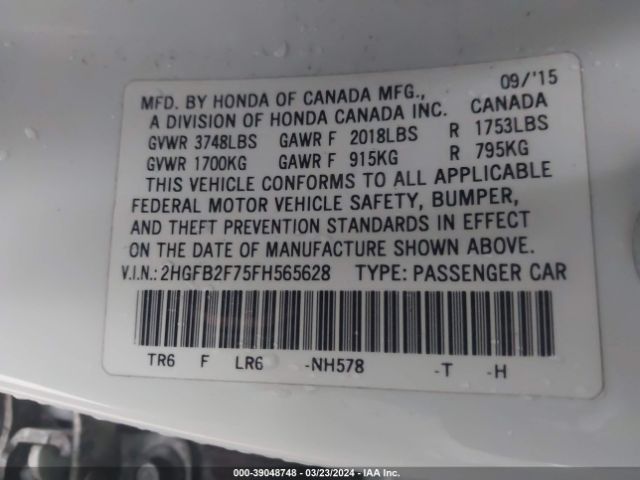 09/'15
MFD. BY HONDA OF CANADA MFG., CANADA
A DIVISION OF HONDA CANADA INC.
GVWR 3748LBS GAWR F 2018LBS R 1753LBS
GVWR 1700KG GAWR F 915KG R 795KG
THIS VEHICLE CONFORMS TO ALL APPLICABLE
FEDERAL MOTOR VEHICLE SAFETY, BUMPER,
AND THEFT PREVENTION STANDARDS IN EFFECT
ON THE DATE OF MANUFACTURE SHOWN ABOVE.
V.I.N.: 2HGFB2F75FH565628 TYPE: PASSENGER CAR
TR6 F LR6 -NH578 -T -H
000-39048748 - 03/23/2024 - IAA Inc.